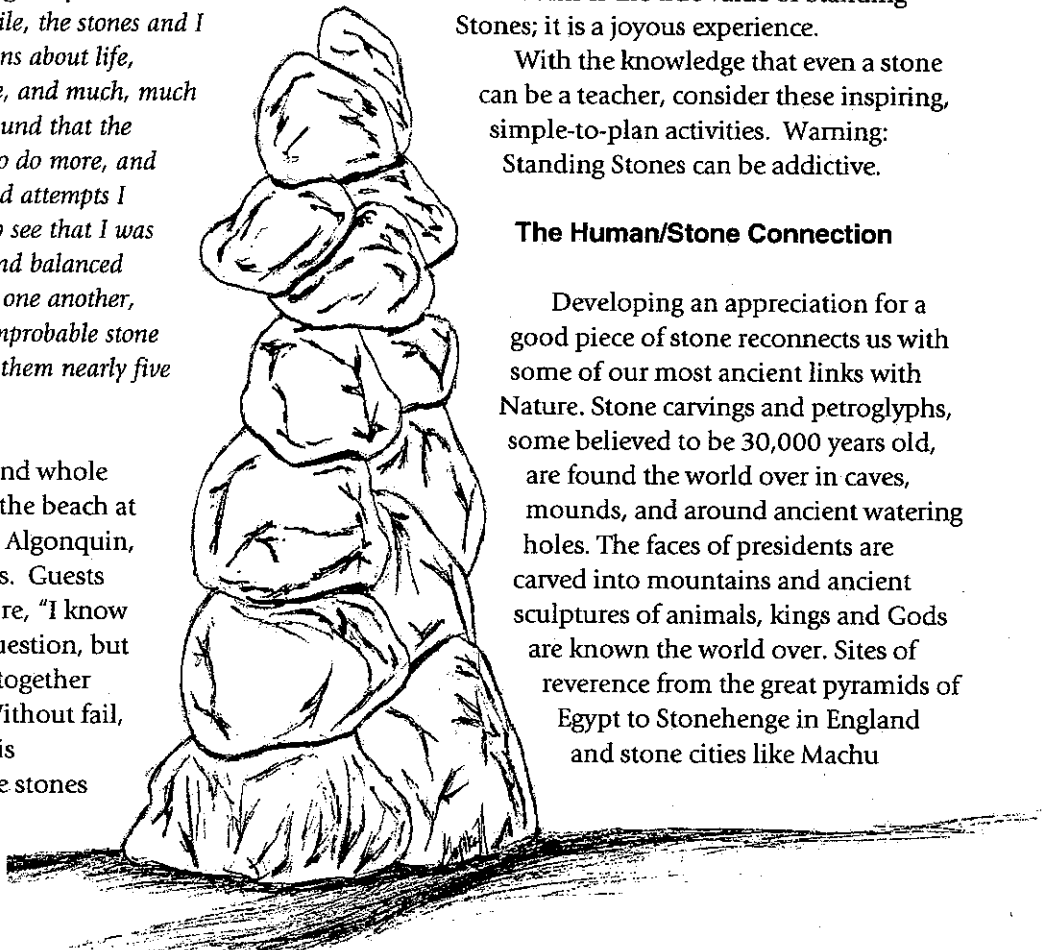 ile, the stones and I
ns about life,
e, and much, much
und that the
o do more, and
d attempts I
o see that I was
nd balanced
one another,
mprobable stone
them nearly five
nd whole
the beach at
Algonquin,
s. Guests
re, "I know
uestion, but
together
Without fail,
is
e stones
Stones; it is a joyous experience.
With the knowledge that even a stone
can be a teacher, consider these inspiring,
simple-to-plan activities. Warning:
Standing Stones can be addictive.
The Human/Stone Connection
Developing an appreciation for a
good piece of stone reconnects us with
some of our most ancient links with
Nature. Stone carvings and petroglyphs,
some believed to be 30,000 years old,
are found the world over in caves,
mounds, and around ancient watering
holes. The faces of presidents are
carved into mountains and ancient
sculptures of animals, kings and Gods
are known the world over. Sites of
reverence from the great pyramids of
Egypt to Stonehenge in England
and stone cities like Machu